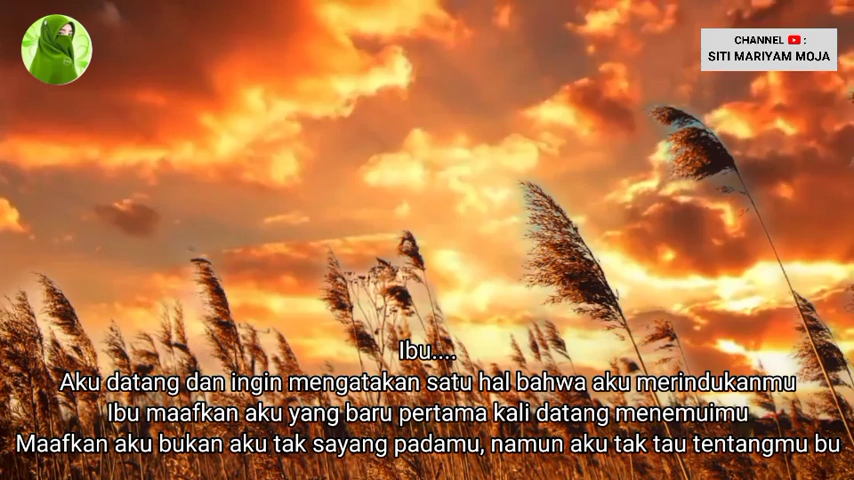 CHANNEL :
SITI MARIYAM MOJA
Ibu....
Aku datang dan ingin mengatakan satu hal bahwa aku merindukanmu
Ibu maafkan aku yang baru pertama kali datang menemuimu
Maafkan aku bukan aku tak sayang padamu, namun aku tak tau tentangmu bu